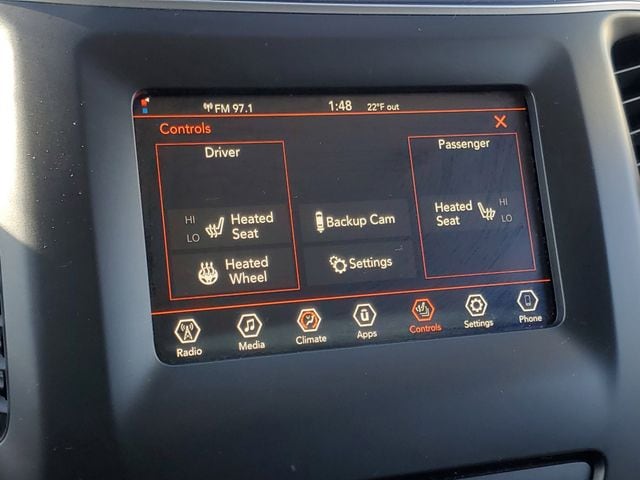 FM 97.1 1:48 22°F out
Controls
Driver
Passenger
HI
LO
Heated
Seat
Backup Cam
Heated
Seat
HI
LO
Heated
Wheel
Settings
Radio Media Climate Apps Controls Settings Phone